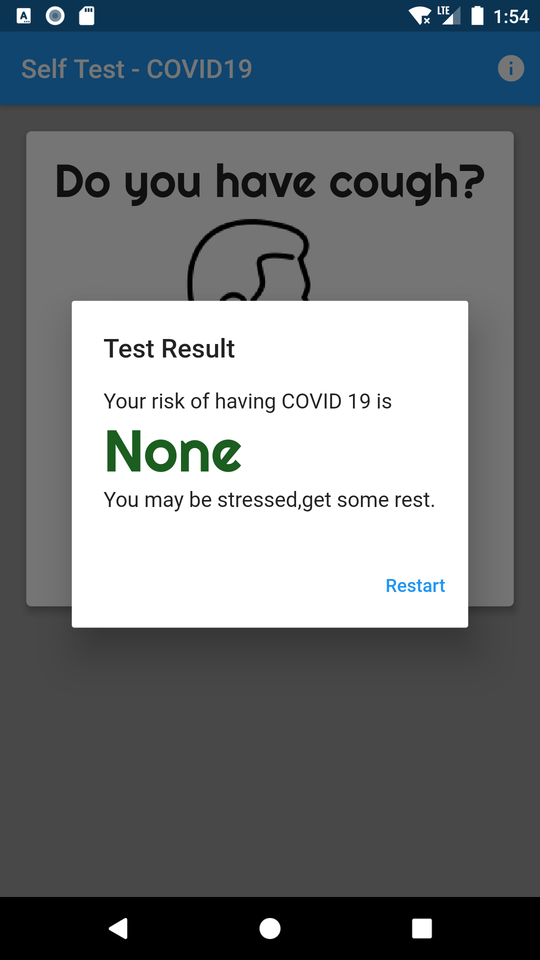 LTE 1:54
Self Test - COVID19
Do you have cough?
Test Result
Your risk of having COVID 19 is
None
You may be stressed,get some rest.
Restart